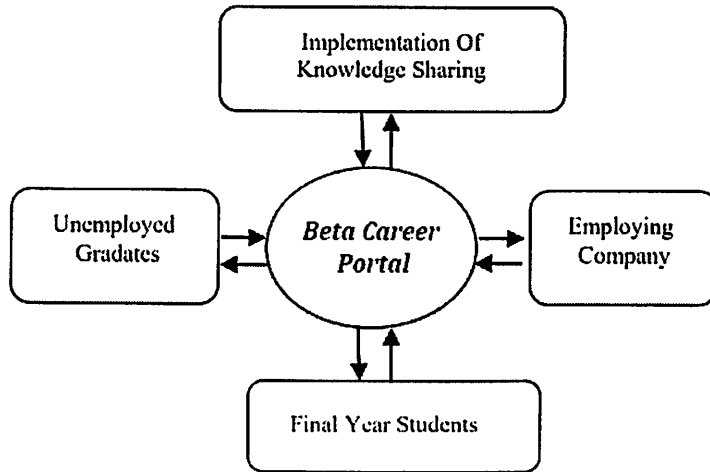 Implementation Of
Knowledge Sharing
Unemployed
Gradates
Beta Career
Portal
Employing
Company
Final Year Students